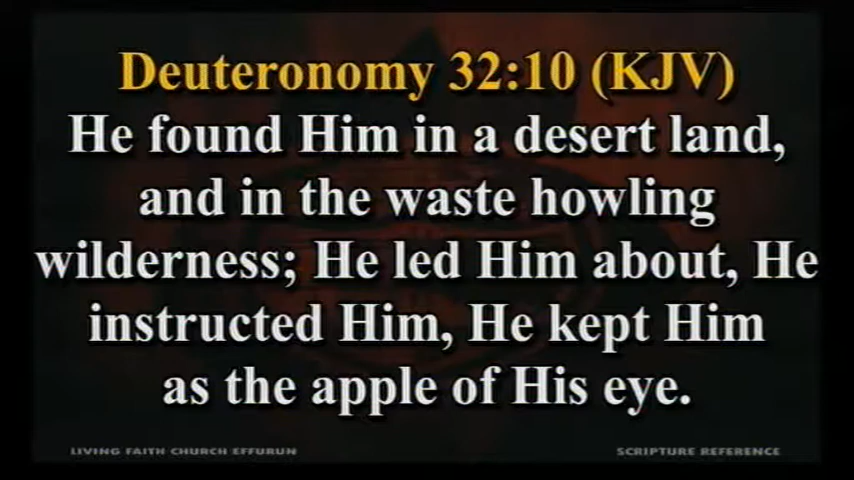 Deuteronomy 32:10 (KJV)
He found Him in a desert land,
and in the waste howling
wilderness; He led Him about, He
instructed Him, He kept Him
as the apple of His eye.
LIVING FAITH CHURCH EFFURUN
SCRIPTURE REFERENCE